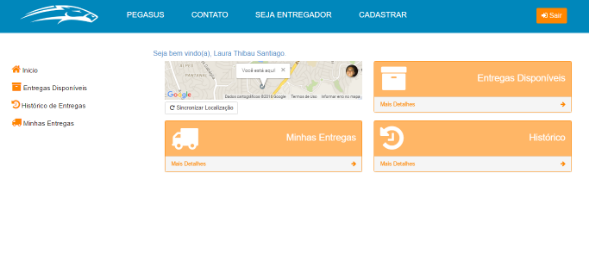 PEGASUS CONTATO SEJA ENTREGADOR CADASTRAR Sair
Seja bem vindo(a), Laura Thibau Santiago
Início
Entregas Disponíveis
Histórico de Entregas
Minhas Entregas
Você está aqui! ×
Google
Dados cartográficos ©2016 Google Termos de Uso Informar erro no mapa
Sincronizar Localização
Entregas Disponíveis
Mais Detalhes
Minhas Entregas
Mais Detalhes
Histórico
Mais Detalhes